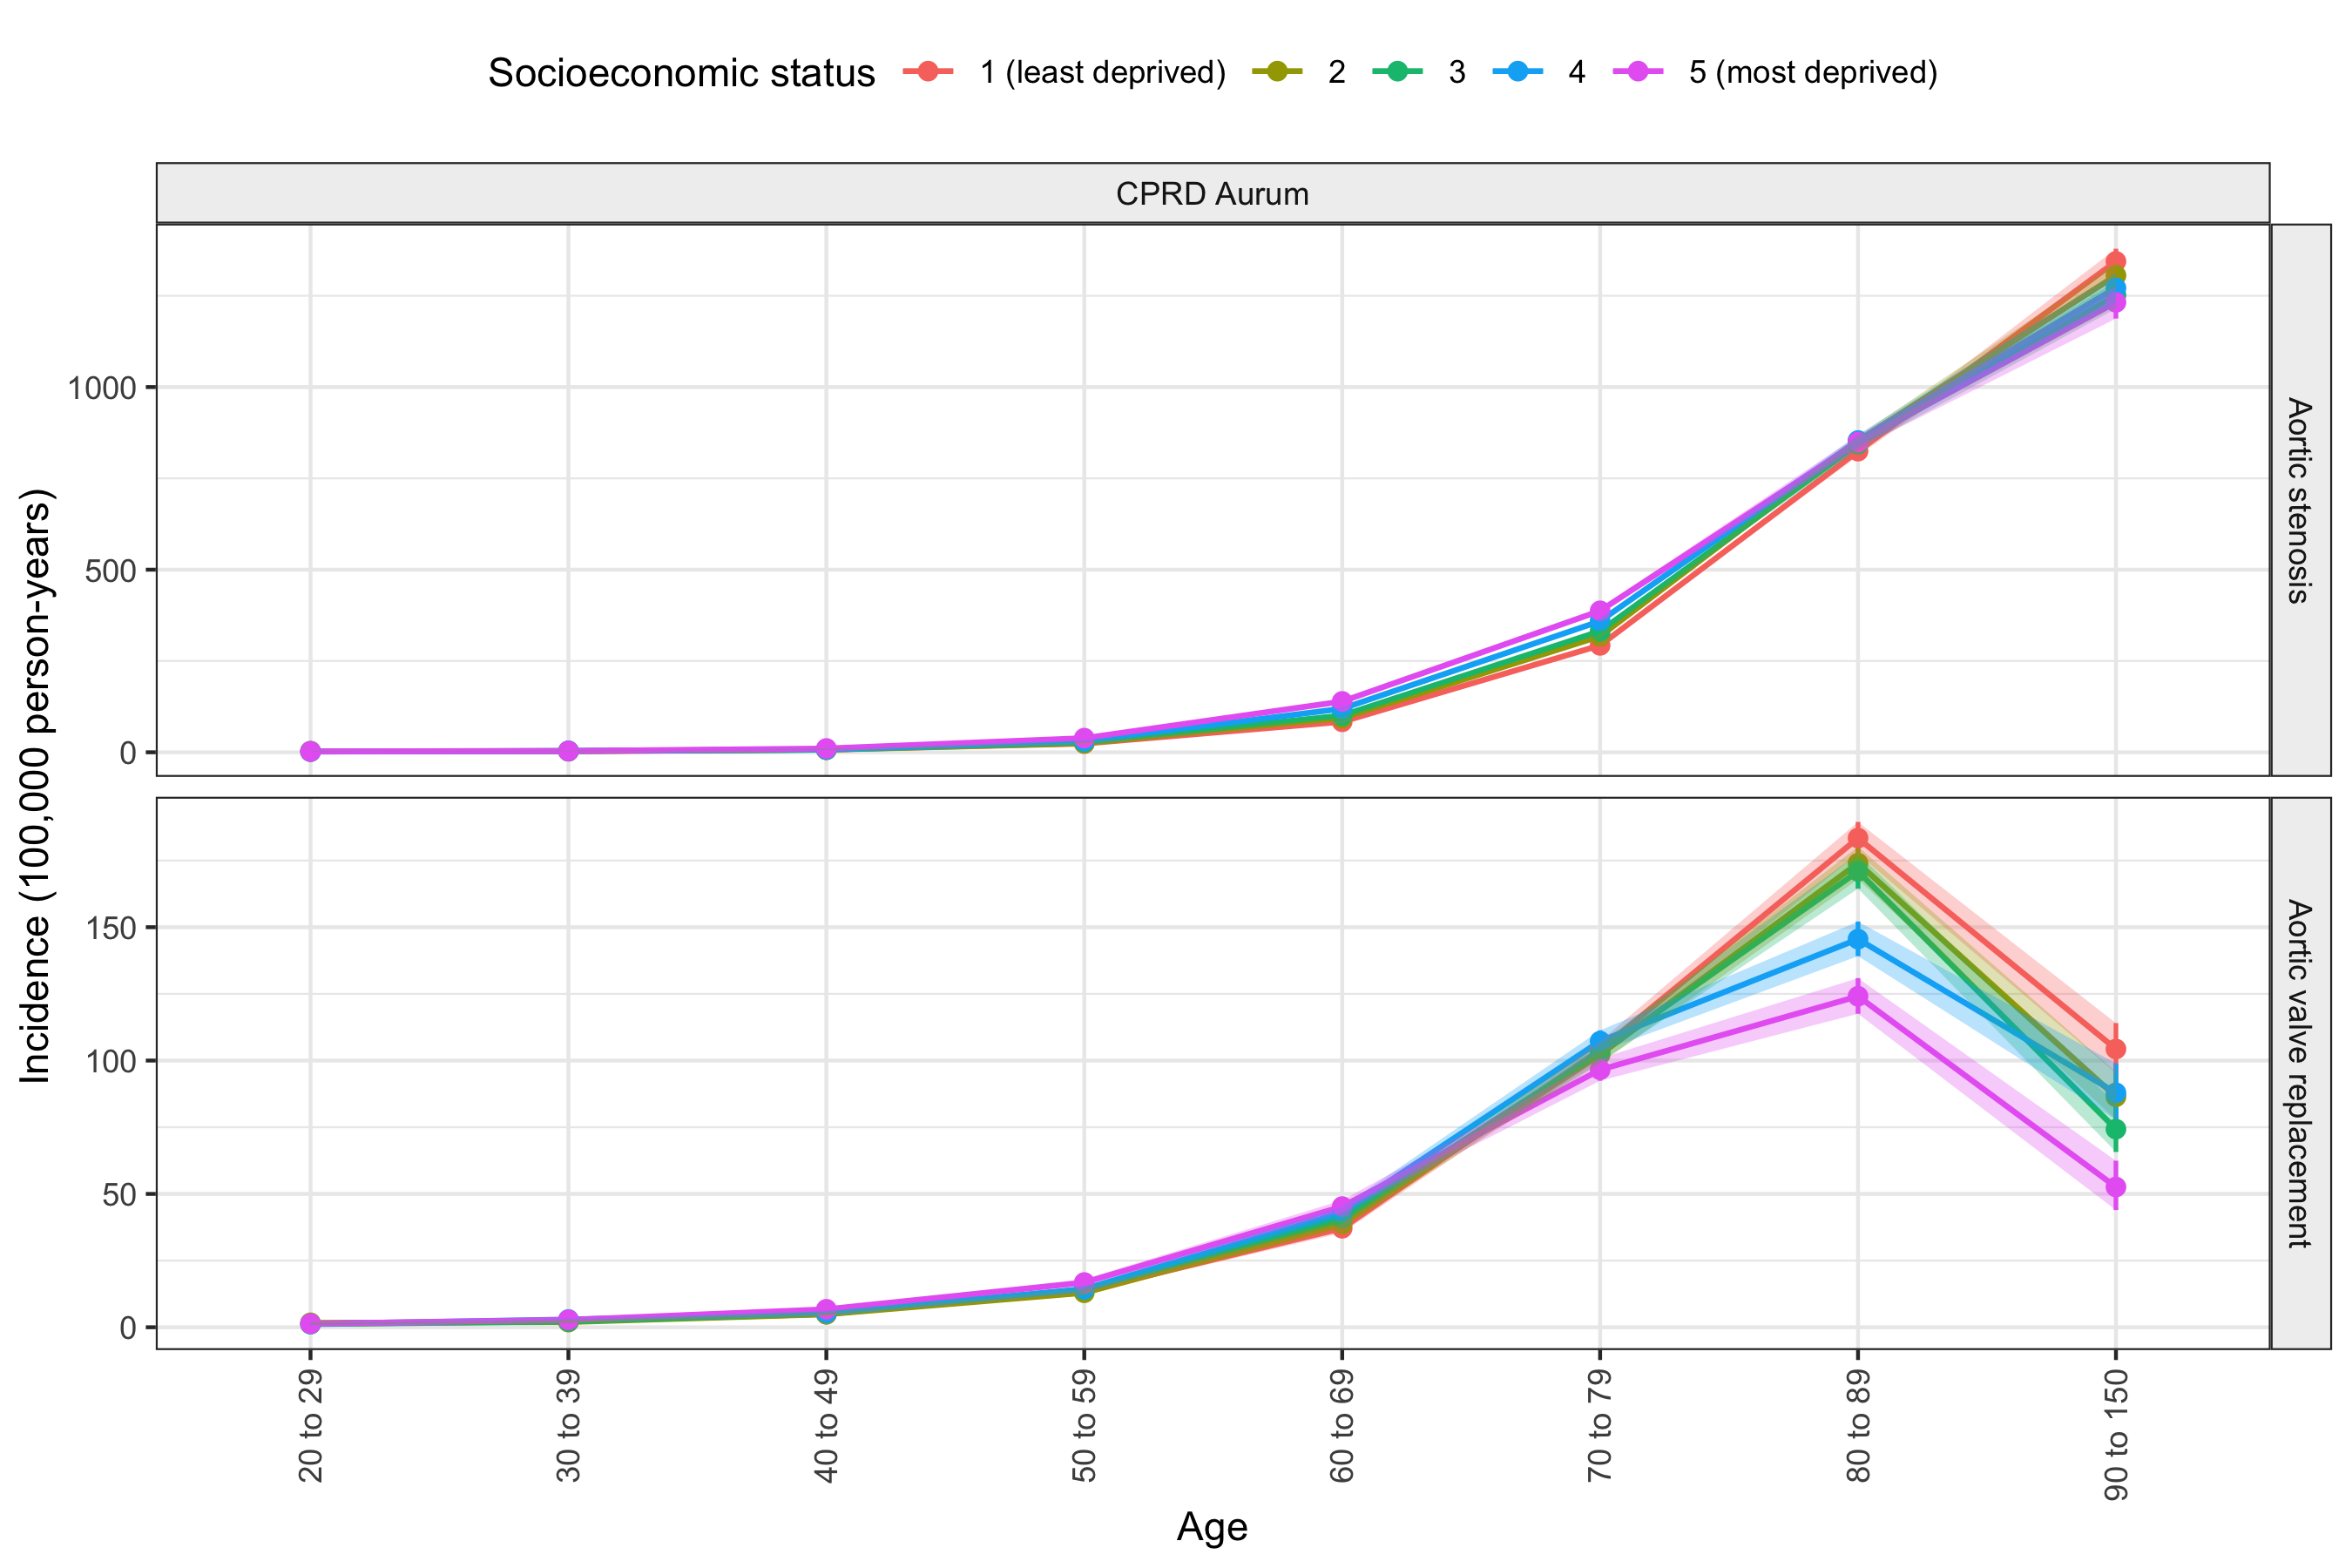 Socioeconomic status 1 (least deprived) 2 3 4 5 (most deprived)
CPRD Aurum
Incidence (100,000 person-years)
1000
500
0
Aortic stenosis
150
100
50
0
Aortic valve replacement
20 to 29
30 to 39
40 to 49
50 to 59
60 to 69
70 to 79
80 to 89
90 to 150
Age